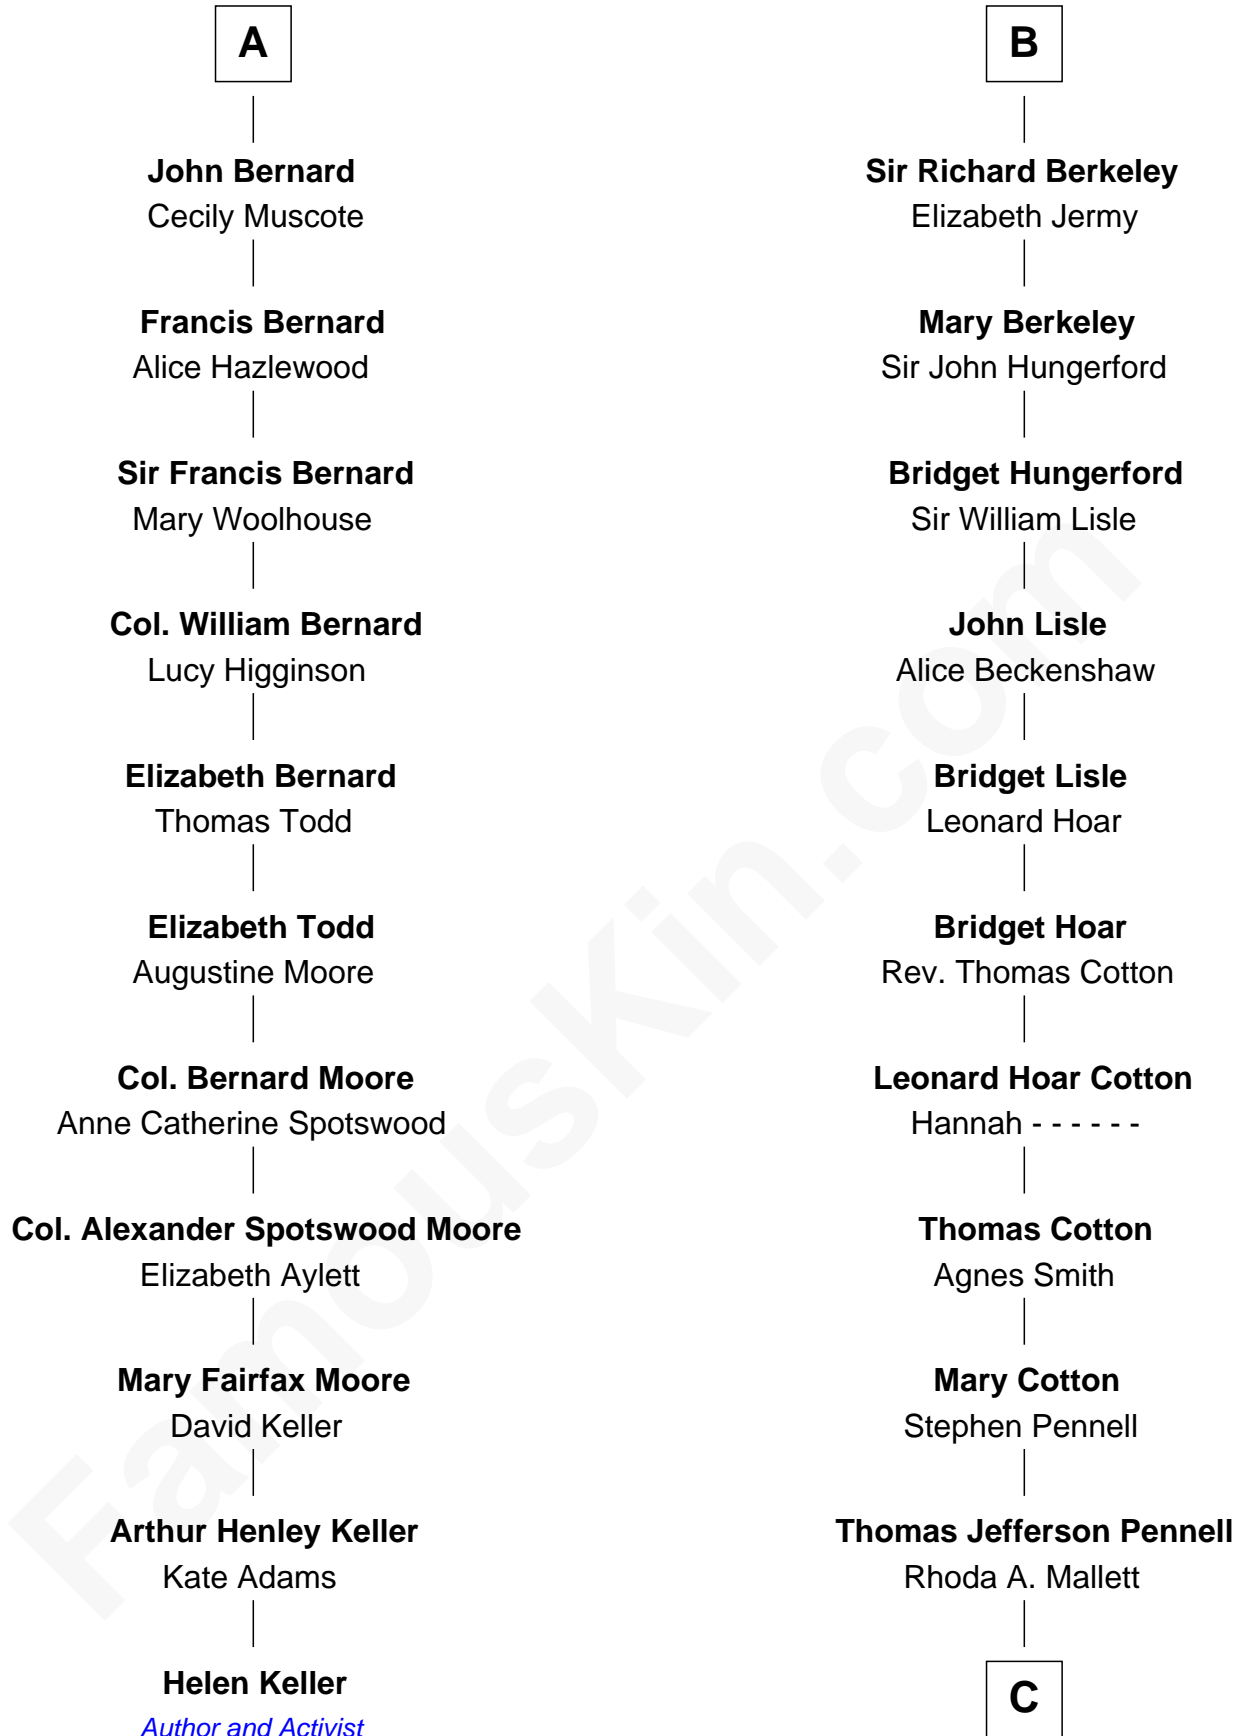 A
John Bernard
Cecily Muscote
Francis Bernard
Alice Hazlewood
Sir Francis Bernard
Mary Woolhouse
Col. William Bernard
Lucy Higginson
Elizabeth Bernard
Thomas Todd
Elizabeth Todd
Augustine Moore
Col. Bernard Moore
Anne Catherine Spotswood
Col. Alexander Spotswood Moore
Elizabeth Aylett
Mary Fairfax Moore
David Keller
Arthur Henley Keller
Kate Adams
Helen Keller
Author and Activist
B
Sir Richard Berkeley
Elizabeth Jermy
Mary Berkeley
Sir John Hungerford
Bridget Hungerford
Sir William Lisle
John Lisle
Alice Beckenshaw
Bridget Lisle
Leonard Hoar
Bridget Hoar
Rev. Thomas Cotton
Leonard Hoar Cotton
Hannah - - - - - -
Thomas Cotton
Agnes Smith
Mary Cotton
Stephen Pennell
Thomas Jefferson Pennell
Rhoda A. Mallett
C
FamousKin.com